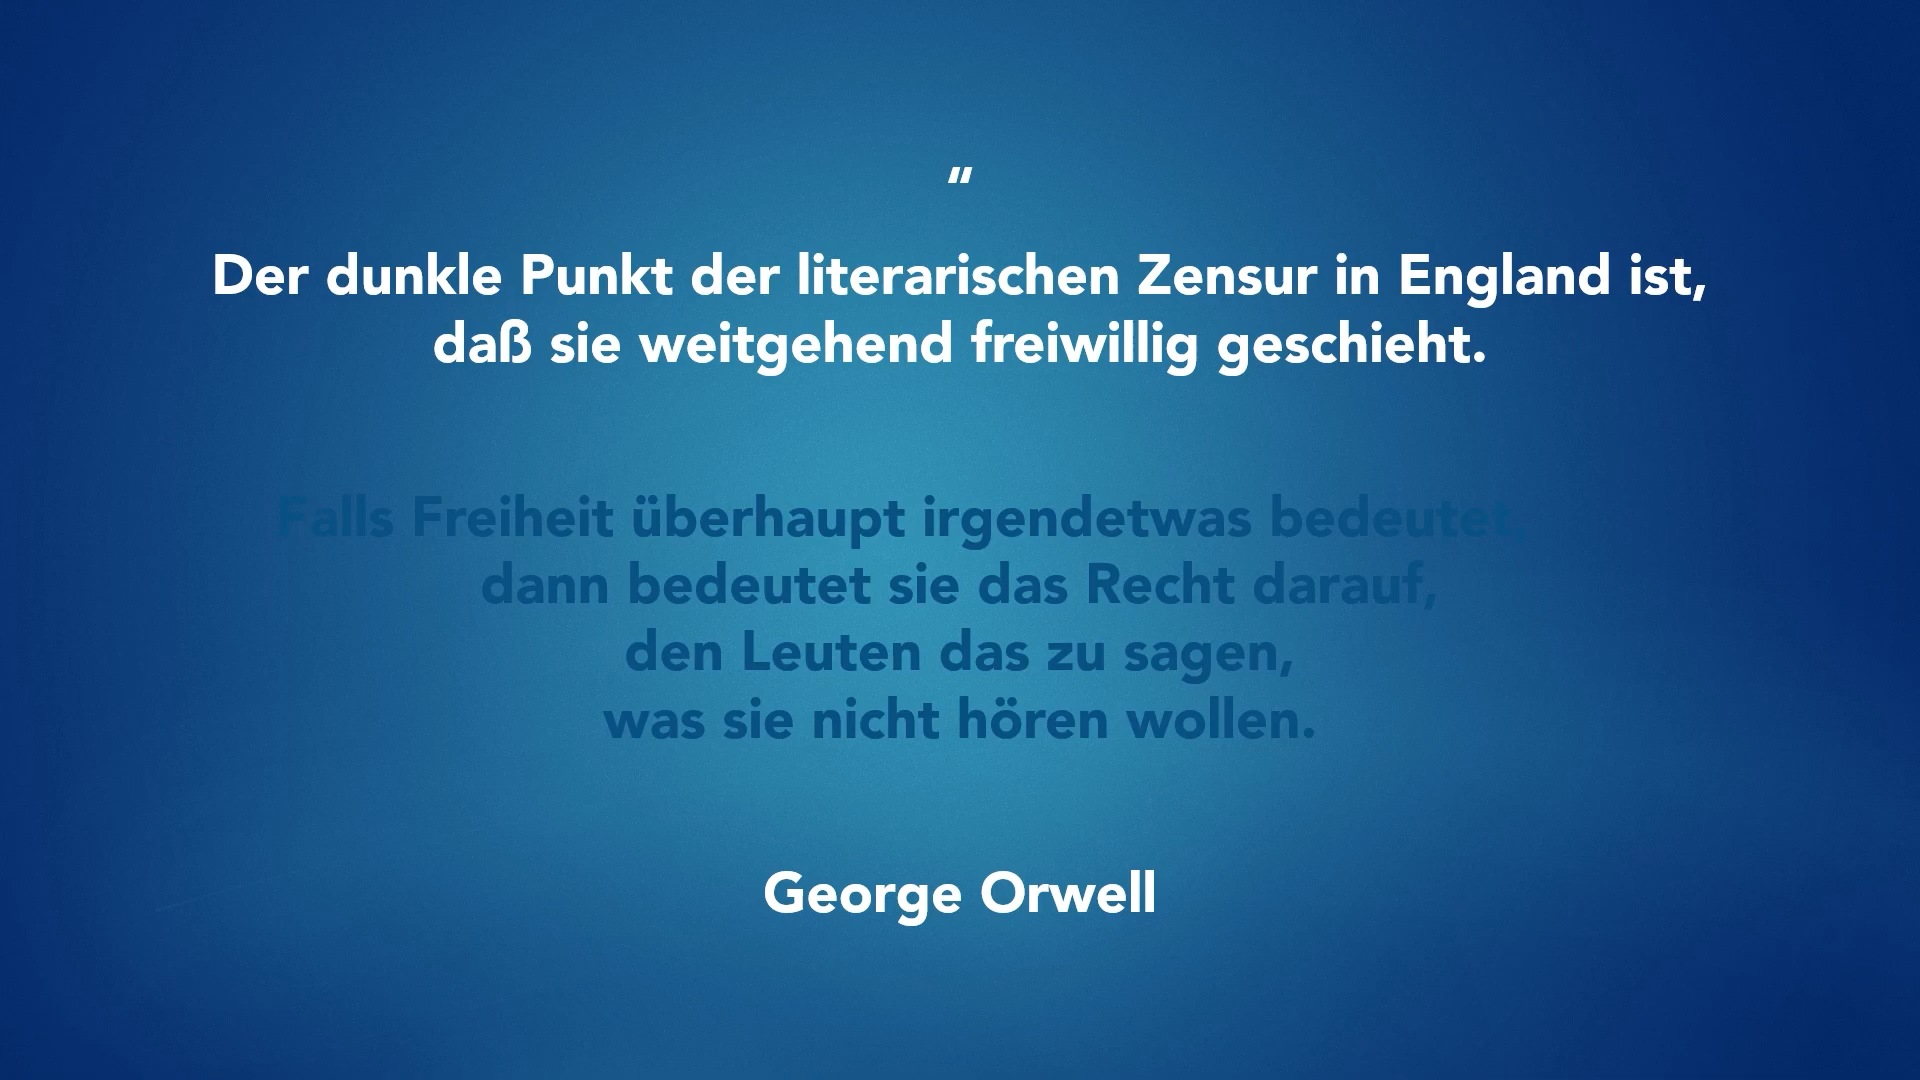 "
Der dunkle Punkt der literarischen Zensur in England ist,
daß sie weitgehend freiwillig geschieht.
Falls Freiheit überhaupt irgendetwas bedeutet,
dann bedeutet sie das Recht darauf,
den Leuten das zu sagen,
was sie nicht hören wollen.
George Orwell